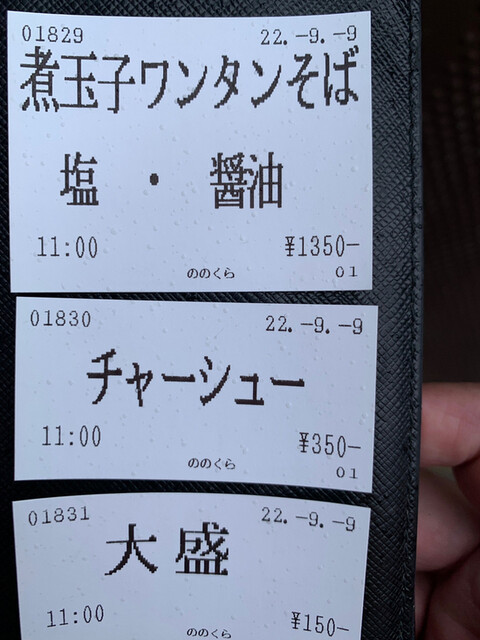 01829 22.-9.-9
煮玉子ワンタンそば
塩・醤油
11:00 ¥1350-
ののくら 01
01830 22.-9.-9
チャーシュー
11:00 ¥350-
ののくら 01
01831 22.-9.-9
大盛
11:00 ¥150-
ののくら